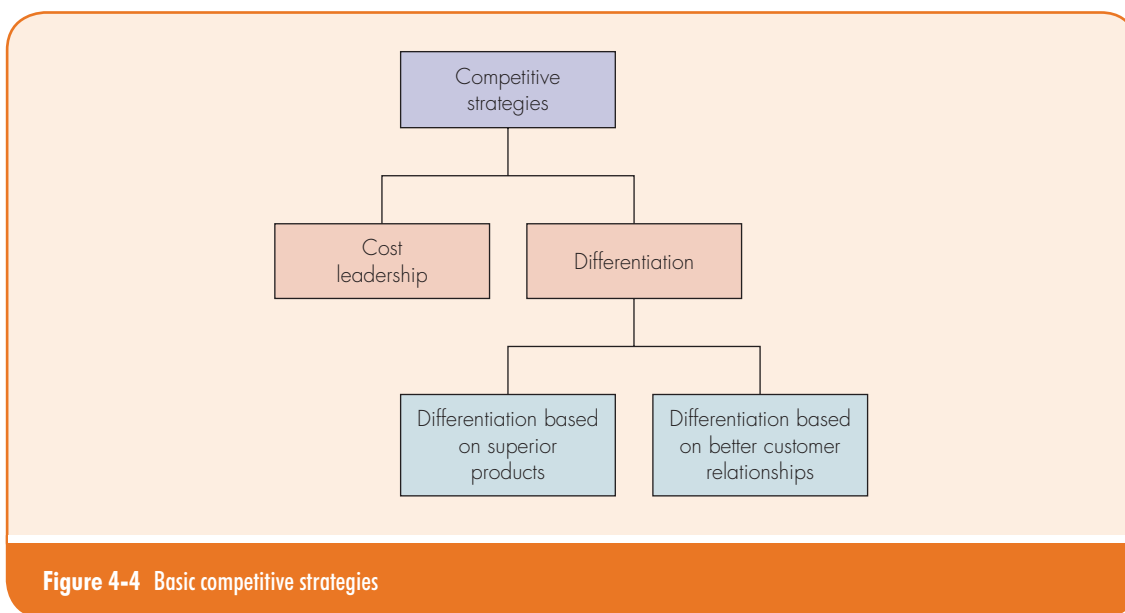 Competitive
strategies
Cost
leadership
Differentiation
Differentiation based
on superior
products
Differentiation based
on better customer
relationships
Figure 4-4 Basic competitive strategies